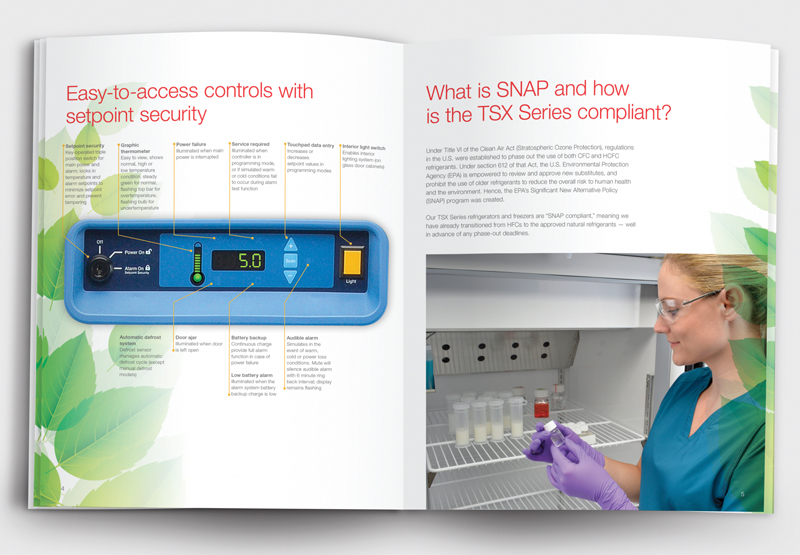 Easy-to-access controls with
setpoint security
Setpoint security
Key-operated triple
position switch for
main power and
alarm; locks in
temperature and
alarm setpoints to
minimize setpoint
error and prevent
tampering
Graphic
thermometer
Easy to view, shows
normal, high or
low temperature
condition: steady
green for normal,
flashing top bar for
overtemperature,
flashing bulb for
undertemperature
Power failure
Illuminated when main
power is interrupted
Service required
Illuminated when
controller is in
programming mode,
or if simulated warm
or cold conditions fail
to occur during alarm
test function
Touchpad data entry
Increases or
decreases
setpoint values in
programming modes
Interior light switch
Enables interior
lighting system (on
glass door cabinets)
Off
Power On
Alarm On
Setpoint Security
5.0
Light
Automatic defrost
system
Defrost sensor
manages automatic
defrost cycle (except
manual defrost
models)
Door ajar
Illuminated when door
is left open
Battery backup
Continuous charge
provide full alarm
function in case of
power failure
Low battery alarm
Illuminated when the
alarm system battery
backup charge is low
Audible alarm
Simulates in the
event of warm,
cold or power loss
conditions. Mute will
silence audible alarm
with 6 minute ring
back interval; display
remains flashing
4
What is SNAP and how
is the TSX Series compliant?
Under Title VI of the Clean Air Act (Stratospheric Ozone Protection), regulations
in the U.S. were established to phase out the use of both CFC and HCFC
refrigerants. Under section 612 of that Act, the U.S. Environmental Protection
Agency (EPA) is empowered to review and approve new substitutes, and
prohibit the use of older refrigerants to reduce the overall risk to human health
and the environment. Hence, the EPA's Significant New Alternative Policy
(SNAP) program was created.
Our TSX Series refrigerators and freezers are "SNAP compliant," meaning we
have already transitioned from HFCs to the approved natural refrigerants — well
in advance of any phase-out deadlines.
5